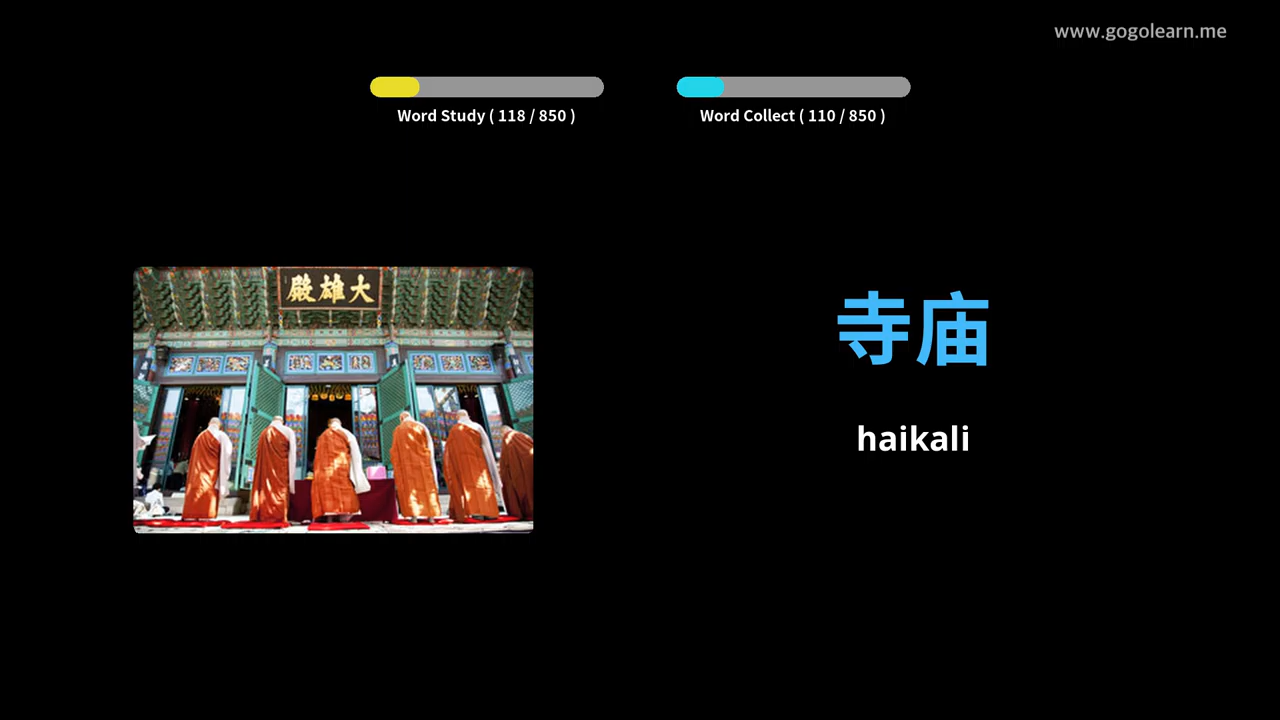 www.gogolearn.me
Word Study ( 118 / 850 )
Word Collect ( 110 / 850 )
殿雄大
寺庙
haikali